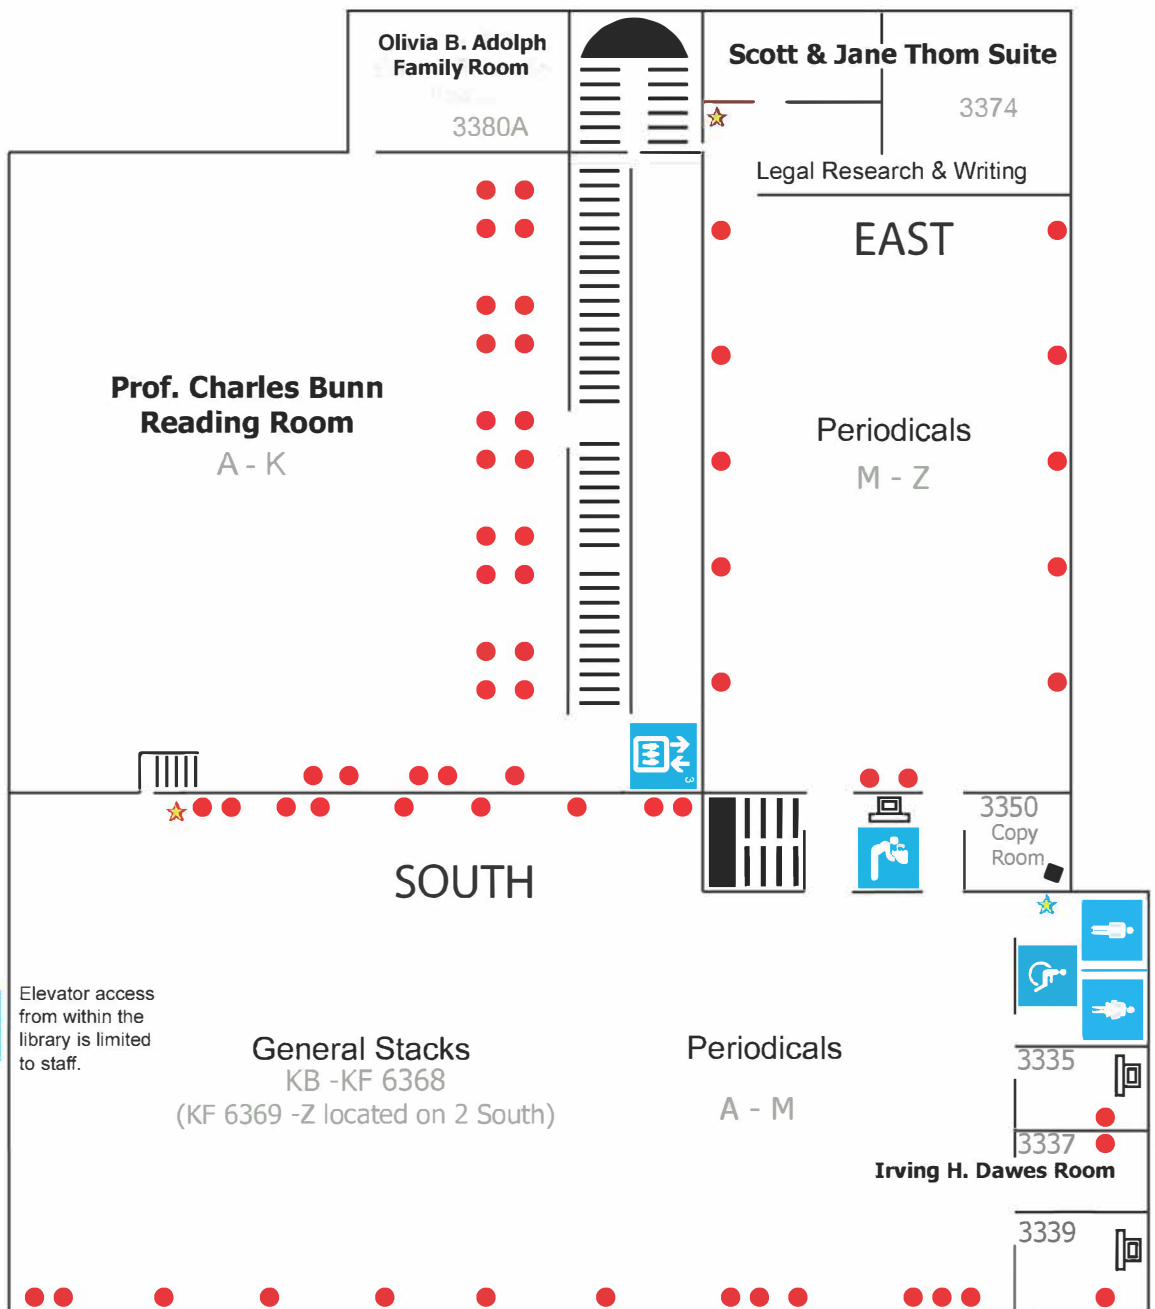 Olivia B. Adolph
Family Room
3380A
Scott & Jane Thom Suite
3374
Legal Research & Writing
EAST
Prof. Charles Bunn
Reading Room
A - K
Periodicals
M - Z
3
3350
Copy
Room
SOUTH
Elevator access
from within the
library is limited
to staff.
General Stacks
KB -KF 6368
(KF 6369 -Z located on 2 South)
Periodicals
A - M
3335
3337
Irving H. Dawes Room
3339